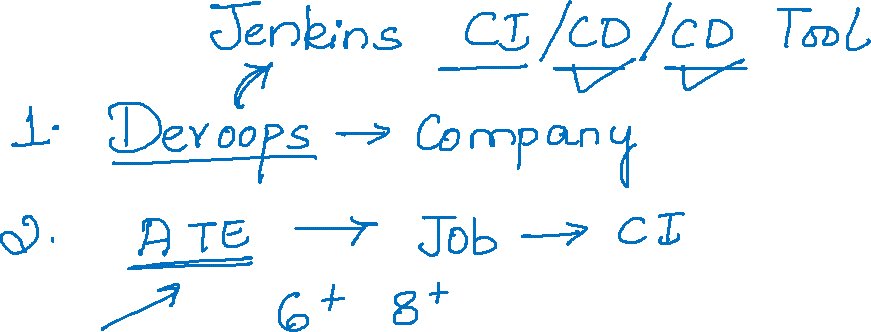 Jenkins CI/CD/CD Tool
1. Devoops → Company
2. ATE → Job → CI
6+ 8+